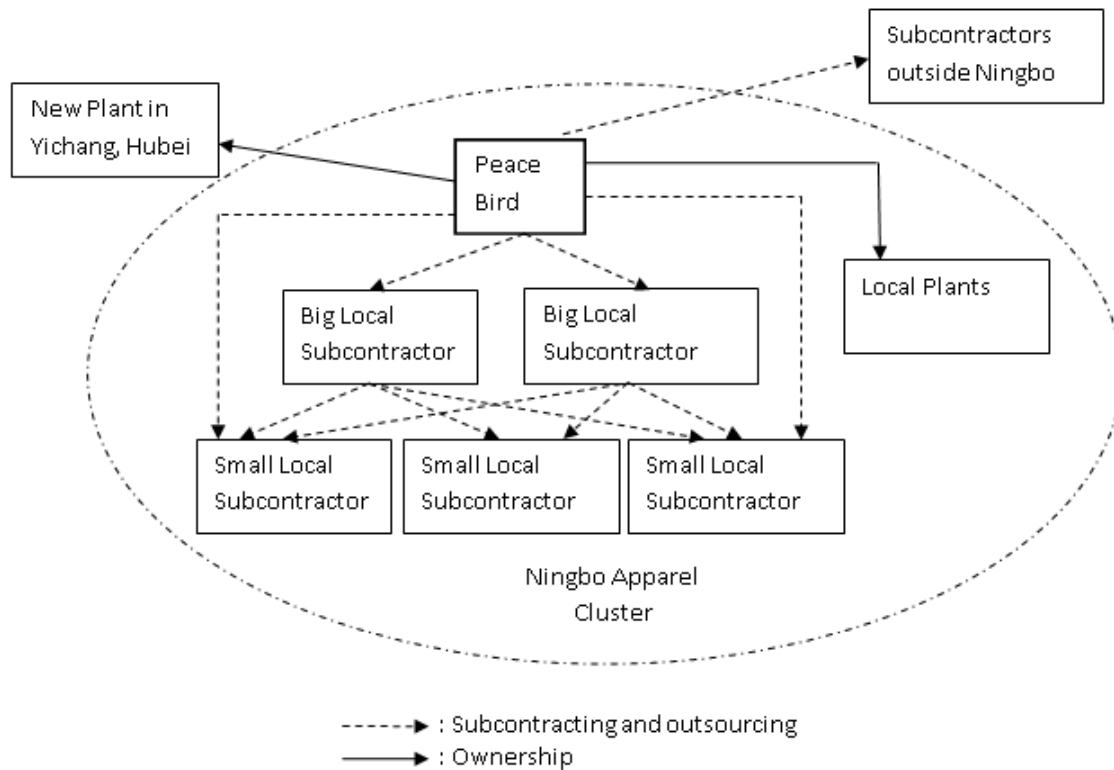 Subcontractors
outside Ningbo
New Plant in
Yichang, Hubei
Peace
Bird
Local Plants
Big Local
Subcontractor
Big Local
Subcontractor
Small Local
Subcontractor
Small Local
Subcontractor
Small Local
Subcontractor
Ningbo Apparel
Cluster
: Subcontracting and outsourcing
: Ownership